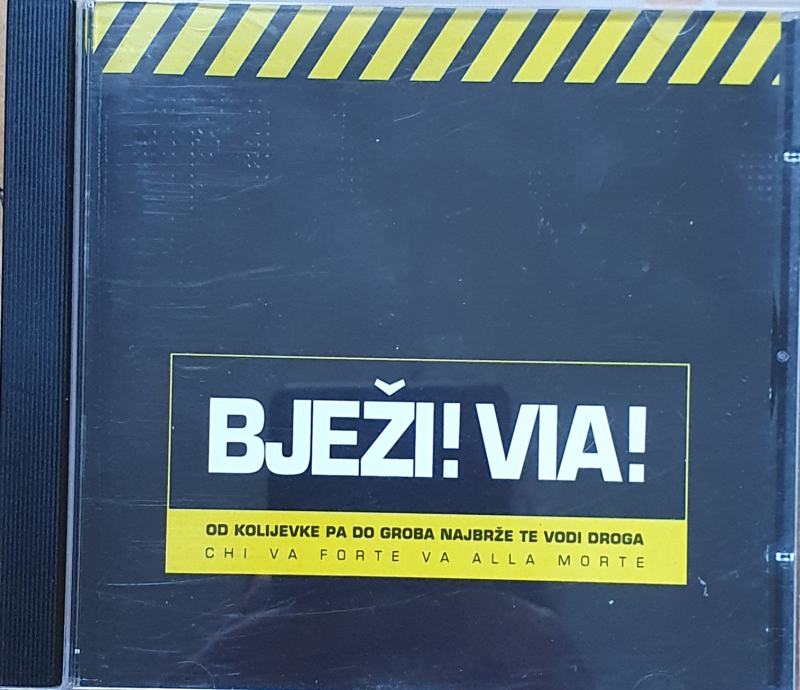 BJEŽI! VIA!
OD KOLIJEVKE PA DO GROBA NAJBRŽE TE VODI DROGA
CHI VA FORTE VA ALLA MORTE